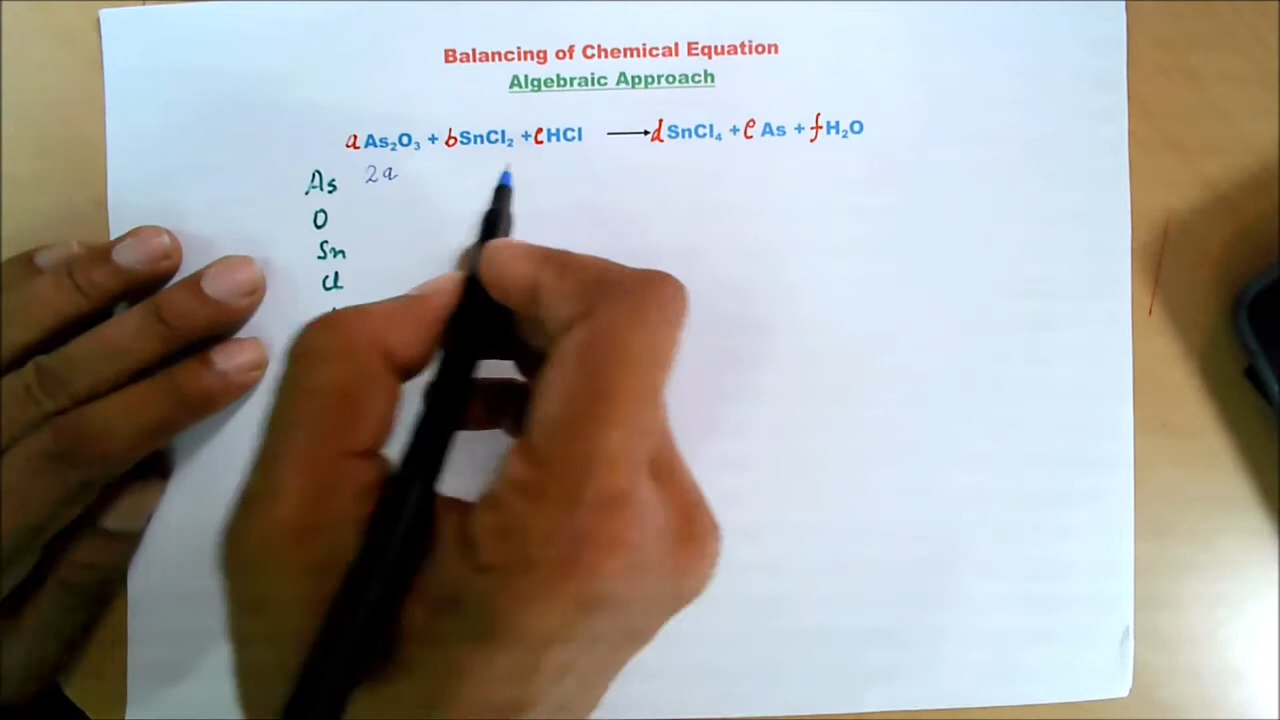 Balancing of Chemical Equation
Algebraic Approach
a As₂O₃ + b SnCl₂ + c HCl ⟶ d SnCl₄ + e As + f H₂O
As 2a
O
Sn
Cl